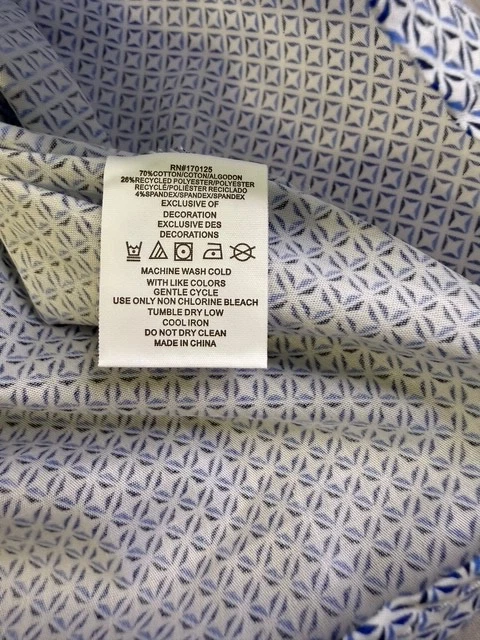 RN#170125
70%COTTON/COTON/ALGODON
26%RECYCLED POLYESTER/POLYESTER
RECYCLÉ/POLIÉSTER RECICLADO
4%SPANDEX/SPANDEX/SPANDEX
EXCLUSIVE OF
DECORATION
EXCLUSIVE DES
DECORATIONS
MACHINE WASH COLD
WITH LIKE COLORS
GENTLE CYCLE
USE ONLY NON CHLORINE BLEACH
TUMBLE DRY LOW
COOL IRON
DO NOT DRY CLEAN
MADE IN CHINA